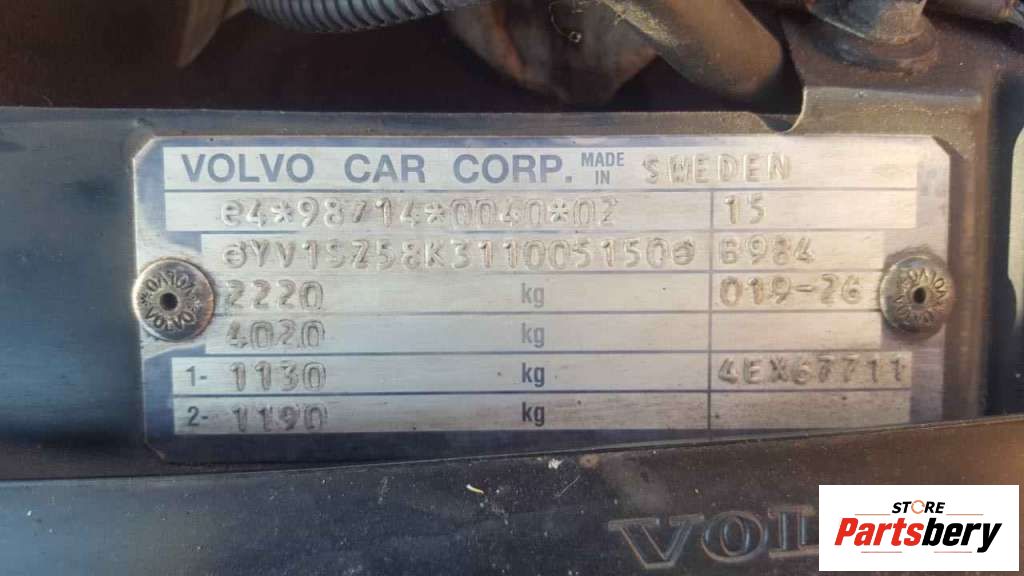 VOLVO CAR CORP. MADE IN SWEDEN
e4*98/14*0040*02 15
YV1SZ58K311005150 B984
2220 kg 019-26
4020 kg
1- 1130 kg 4EX67711
2- 1190 kg
VOL
STORE
Partsbery